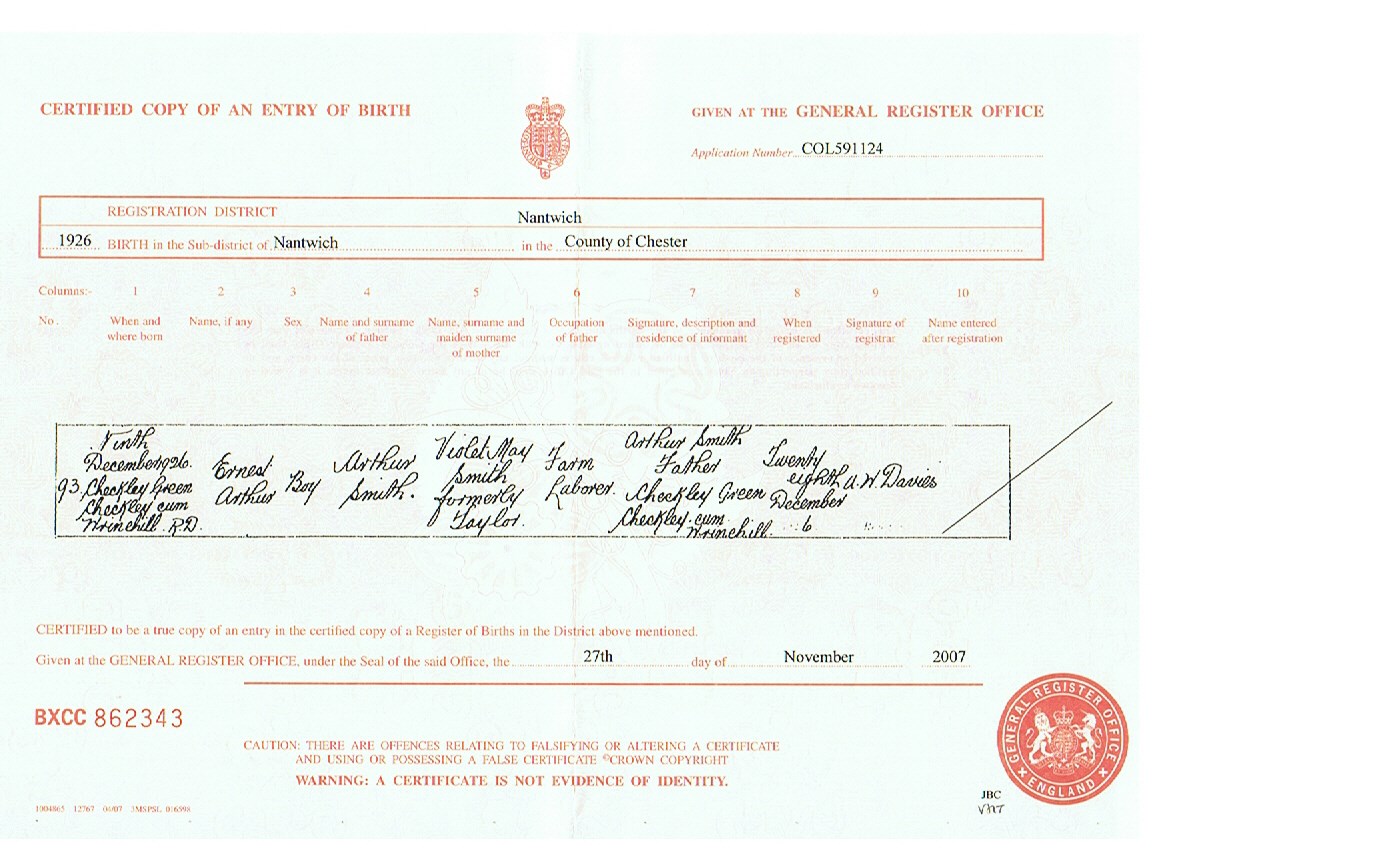 CERTIFIED COPY OF AN ENTRY OF BIRTH
GIVEN AT THE GENERAL REGISTER OFFICE
Application Number COL591124
REGISTRATION DISTRICT
Nantwich
1926 BIRTH in the Sub-district of Nantwich in the County of Chester
Columns:- 1 2 3 4 5 6 7 8 9 10
No. When and where born
Name, if any
Sex
Name and surname of father
Name, surname and maiden surname of mother
Occupation of father
Signature, description and residence of informant
When registered
Signature of registrar
Name entered after registration
93.
December 1926.
Checkley Green
Checkley cum
Wrinehill R.D.
Ernest
Arthur
Boy
Arthur
Smith.
Violet May
Smith
formerly
Taylor.
Farm
Laborer.
Arthur Smith
Father
Checkley Green
Checkley cum
Wrinehill.
Twenty
eighth
December
6
A. W Davies
CERTIFIED to be a true copy of an entry in the certified copy of a Register of Births in the District above mentioned.
Given at the GENERAL REGISTER OFFICE, under the Seal of the said Office, the 27th day of November 2007
BXCC 862343
CAUTION: THERE ARE OFFENCES RELATING TO FALSIFYING OR ALTERING A CERTIFICATE
AND USING OR POSSESSING A FALSE CERTIFICATE ©CROWN COPYRIGHT
WARNING: A CERTIFICATE IS NOT EVIDENCE OF IDENTITY.
GENERAL REGISTER OFFICE
ENGLAND
JBC
1004865 12767 04/07 3MSPSL 016598